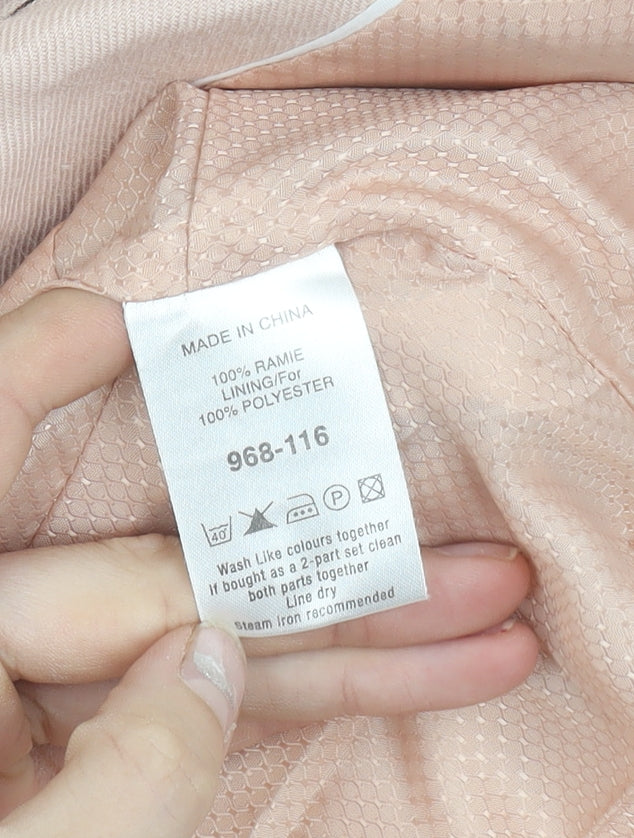 MADE IN CHINA
100% RAMIE
LINING/For
100% POLYESTER
968-116
40° P
Wash Like colours together
If bought as a 2-part set clean
both parts together
Line dry
Steam Iron recommended